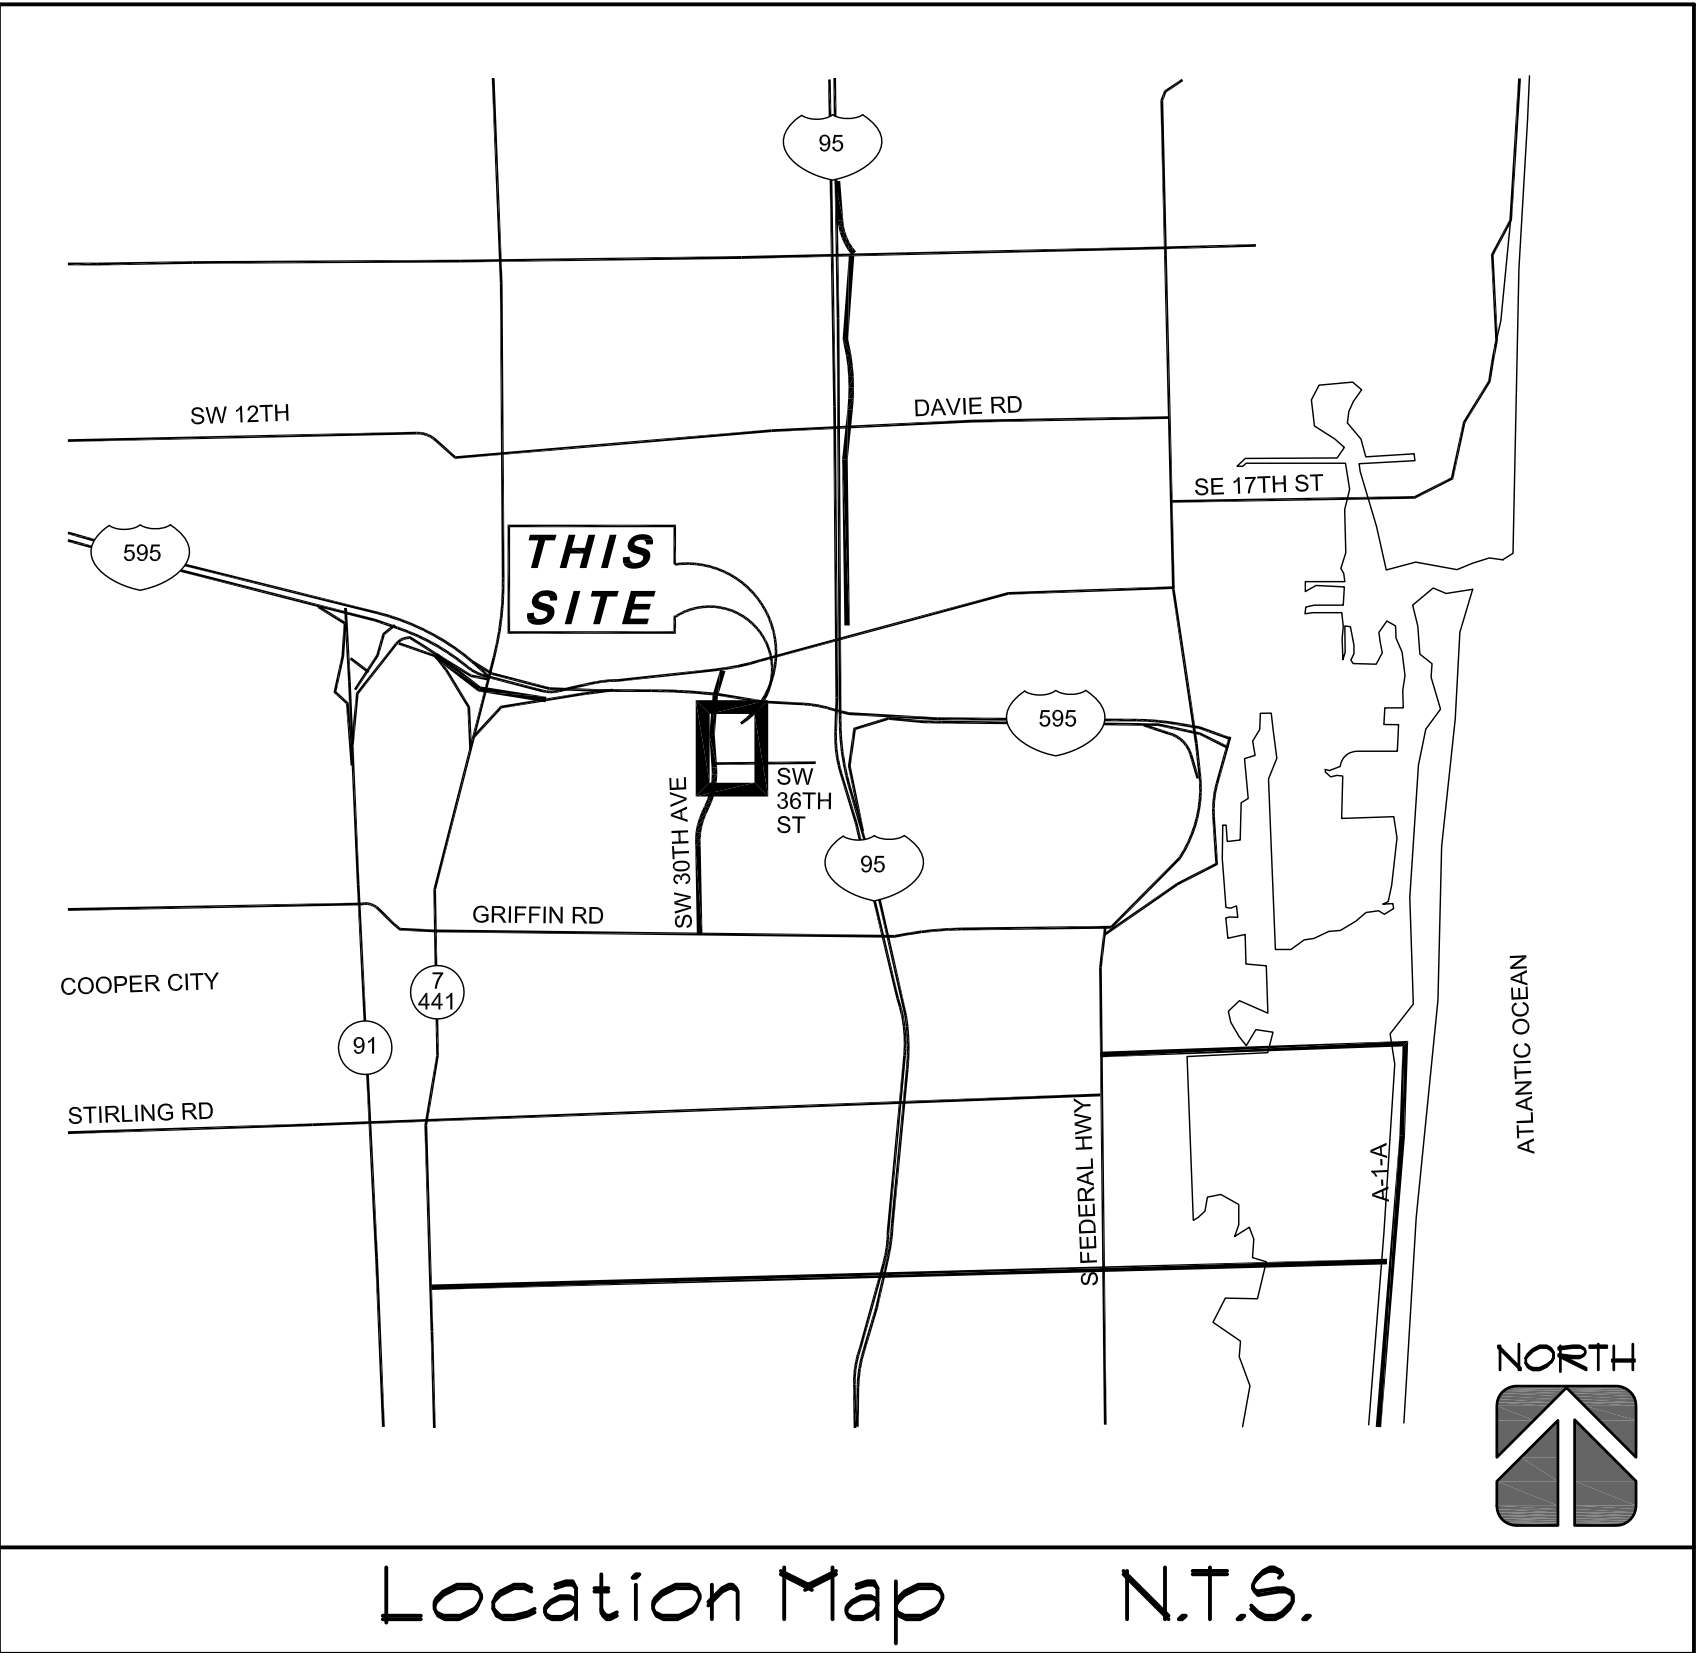 95
SW 12TH
DAVIE RD
SE 17TH ST
595
THIS
SITE
595
SW
36TH
ST
SW 30TH AVE
95
GRIFFIN RD
COOPER CITY
7
441
91
ATLANTIC OCEAN
STIRLING RD
S FEDERAL HWY
A-1-A
NORTH
Location Map N.T.S.